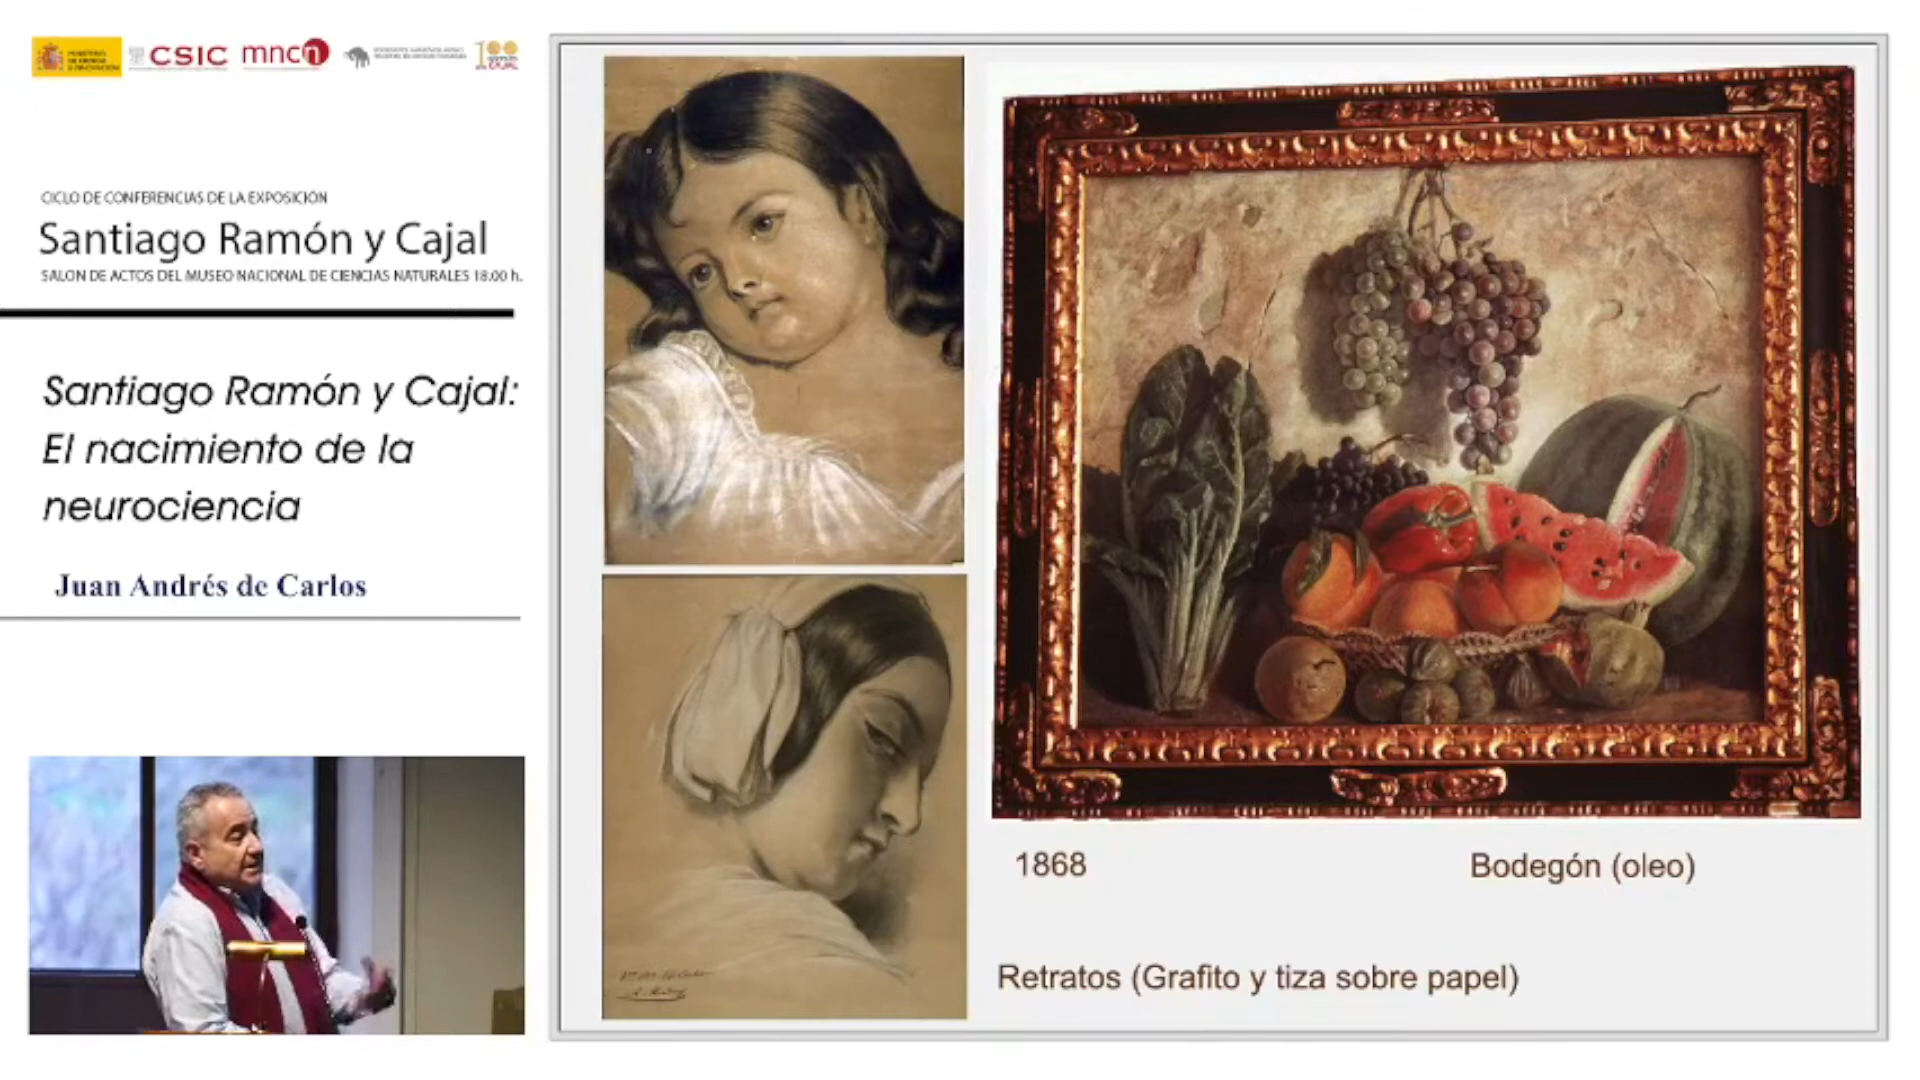 CSIC
mncn
CICLO DE CONFERENCIAS DE LA EXPOSICIÓN
Santiago Ramón y Cajal
SALON DE ACTOS DEL MUSEO NACIONAL DE CIENCIAS NATURALES 18.00 h.
Santiago Ramón y Cajal:
El nacimiento de la
neurociencia
Juan Andrés de Carlos
1868
Bodegón (oleo)
Retratos (Grafito y tiza sobre papel)